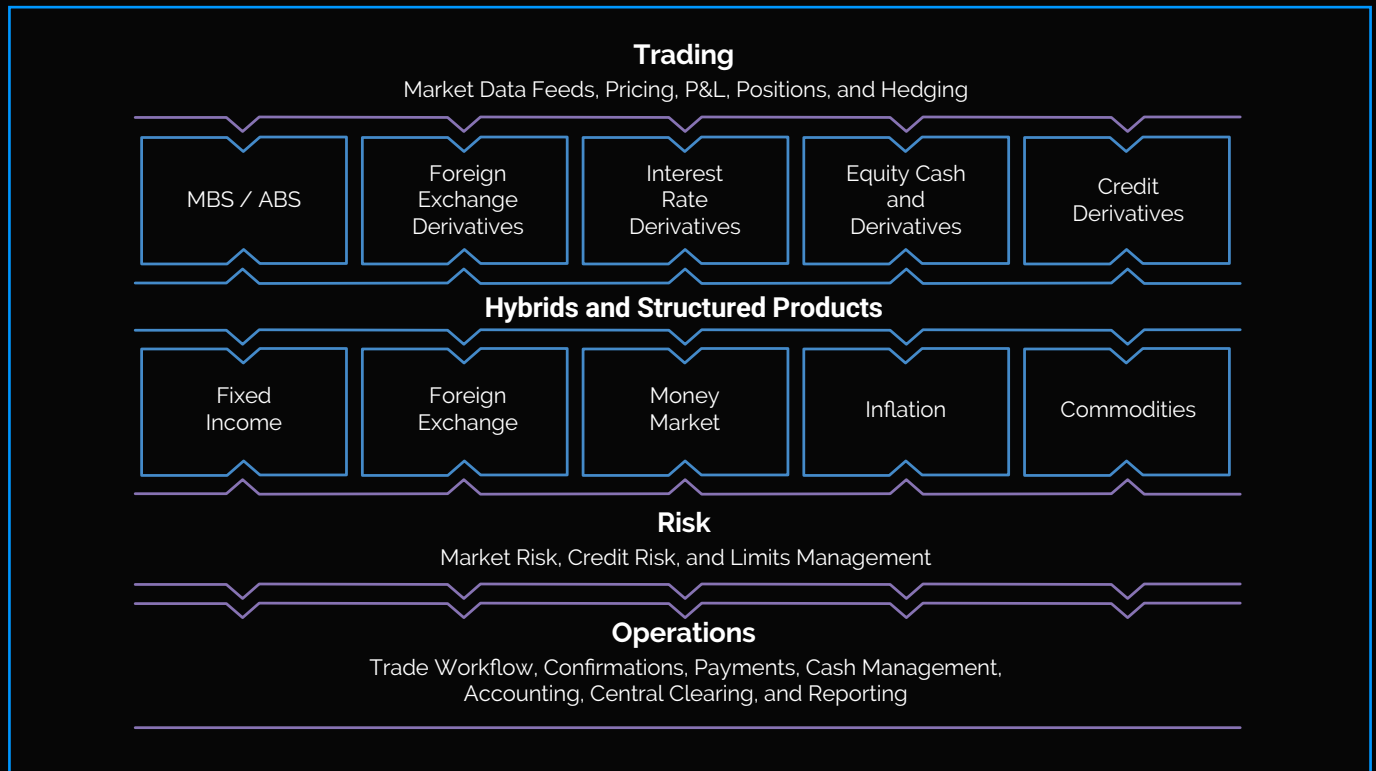 Trading
Market Data Feeds, Pricing, P&L, Positions, and Hedging
MBS / ABS
Foreign
Exchange
Derivatives
Interest
Rate
Derivatives
Equity Cash
and
Derivatives
Credit
Derivatives
Hybrids and Structured Products
Fixed
Income
Foreign
Exchange
Money
Market
Inflation
Commodities
Risk
Market Risk, Credit Risk, and Limits Management
Operations
Trade Workflow, Confirmations, Payments, Cash Management,
Accounting, Central Clearing, and Reporting